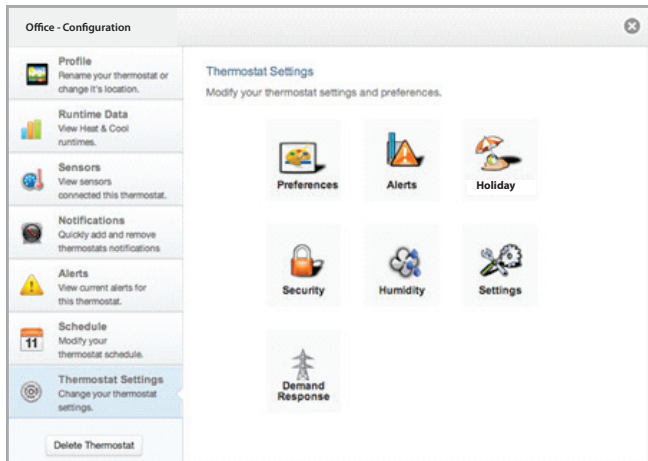 Office - Configuration
Profile
Rename your thermostat or
change it's location.
Runtime Data
View Heat & Cool
runtimes.
Sensors
View sensors
connected this thermostat.
Notifications
Quickly add and remove
thermostats notifications
Alerts
View current alerts for
this thermostat.
11
Schedule
Modify your
thermostat schedule.
Thermostat Settings
Change your thermostat
settings.
Delete Thermostat
Thermostat Settings
Modify your thermostat settings and preferences.
Preferences
Alerts
Holiday
Security
Humidity
Settings
Demand
Response